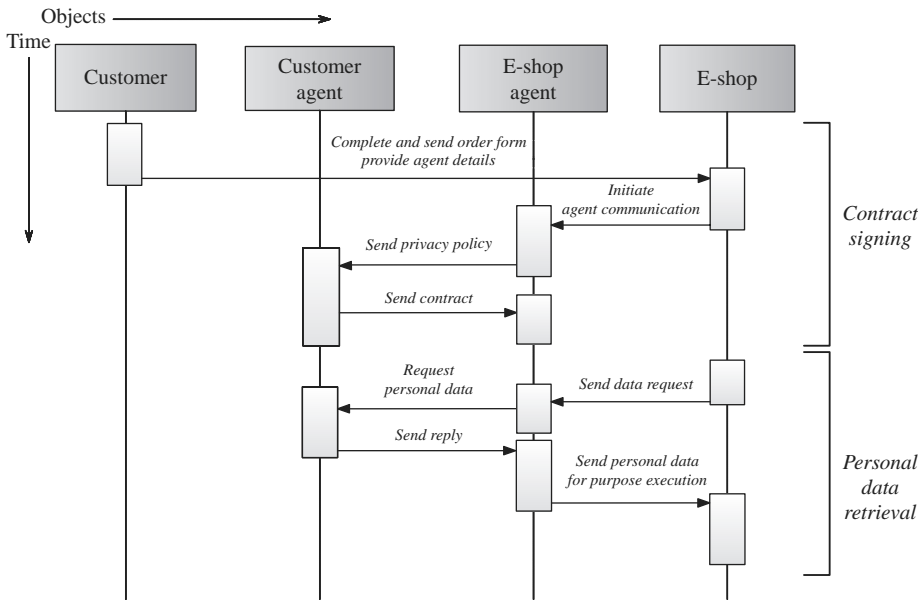 Objects
Time
Customer
Customer
agent
E-shop
agent
E-shop
Complete and send order form
provide agent details
Initiate
agent communication
Send privacy policy
Send contract
Contract
signing
Request
personal data
Send data request
Send reply
Send personal data
for purpose execution
Personal
data
retrieval